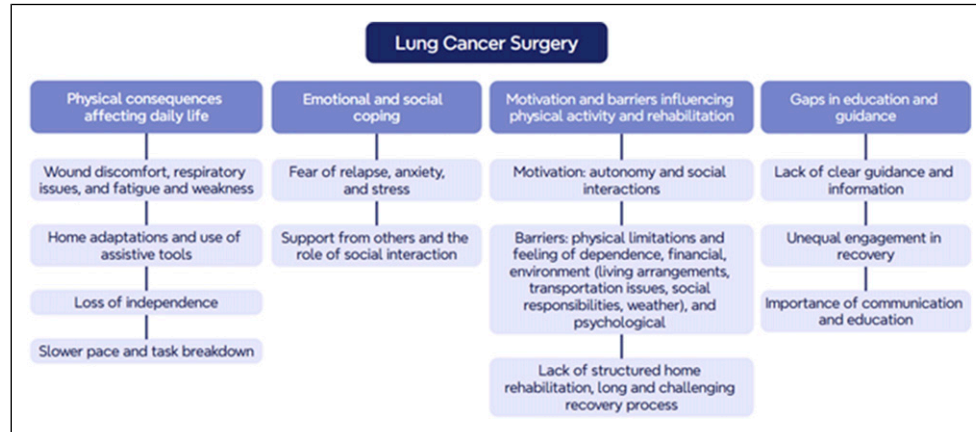 Lung Cancer Surgery
Physical consequences
affecting daily life
Wound discomfort, respiratory
issues, and fatigue and weakness
Home adaptations and use of
assistive tools
Loss of independence
Slower pace and task breakdown
Emotional and social
coping
Fear of relapse, anxiety,
and stress
Support from others and the
role of social interaction
Motivation and barriers influencing
physical activity and rehabilitation
Motivation: autonomy and social
interactions
Barriers: physical limitations and
feeling of dependence, financial,
environment (living arrangements,
transportation issues, social
responsibilities, weather), and
psychological
Lack of structured home
rehabilitation, long and challenging
recovery process
Gaps in education and
guidance
Lack of clear guidance and
information
Unequal engagement in
recovery
Importance of communication
and education